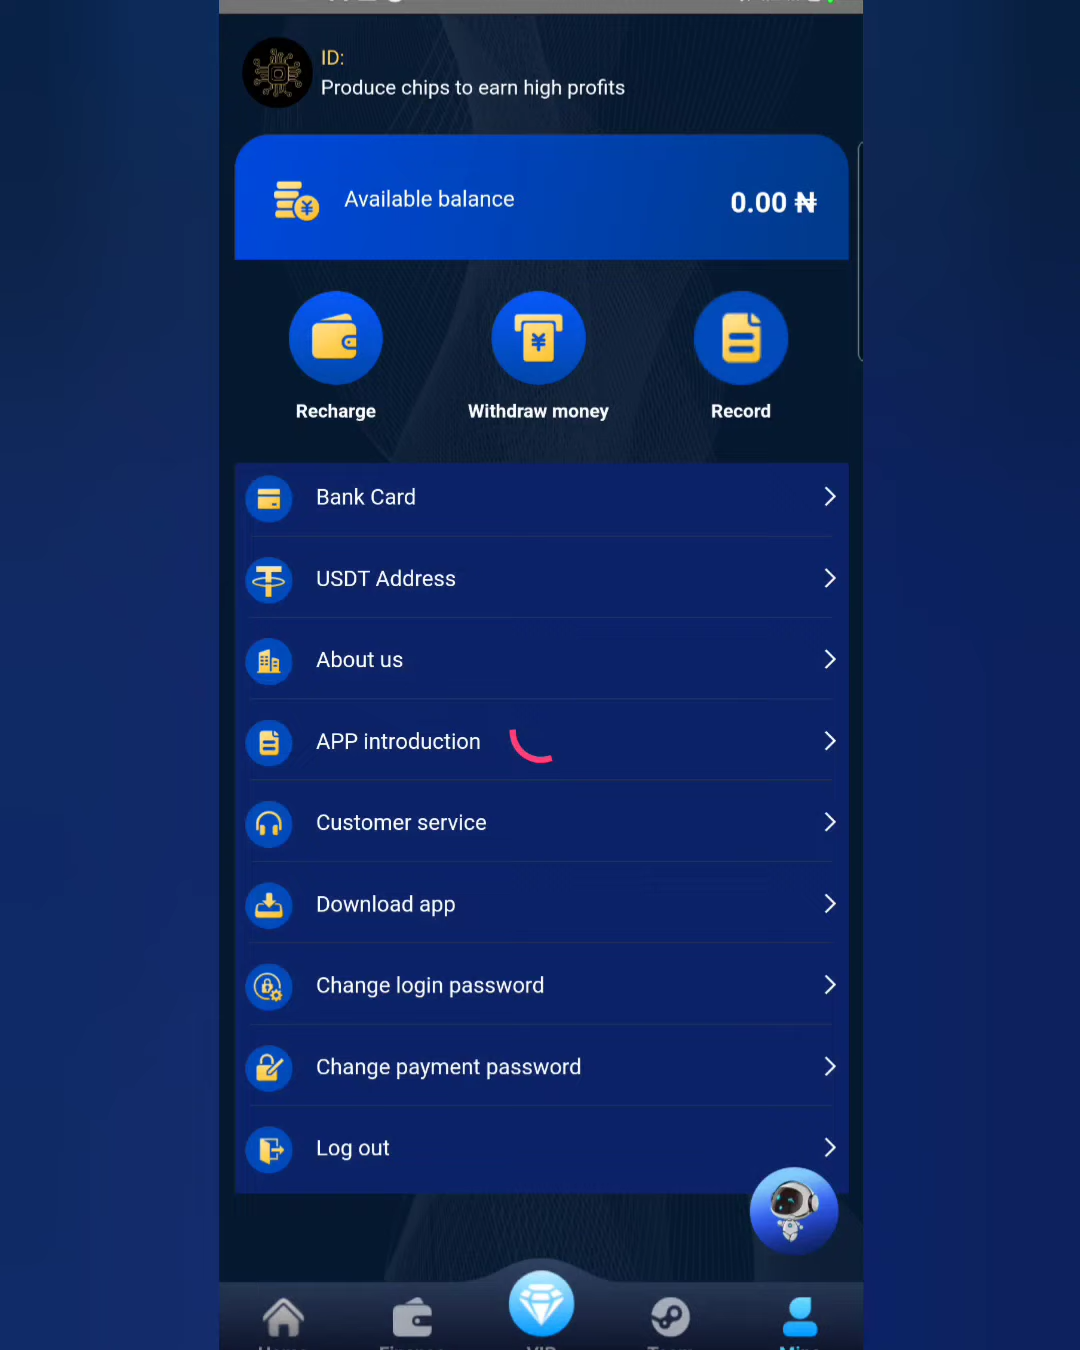 ID:
Produce chips to earn high profits
Available balance
0.00 ₦
Recharge
Withdraw money
Record
Bank Card
USDT Address
About us
APP introduction
Customer service
Download app
Change login password
Change payment password
Log out